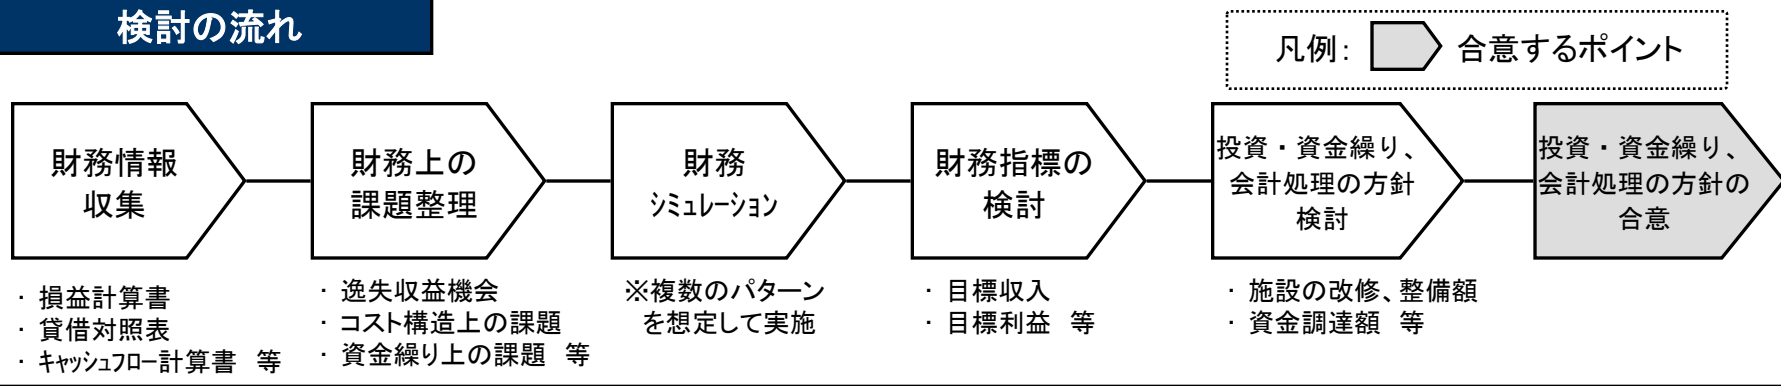 検討の流れ
凡例： 合意するポイント
財務情報
収集
財務上の
課題整理
財務
ｼﾐｭﾚｰｼｮﾝ
財務指標の
検討
投資・資金繰り、
会計処理の方針
検討
投資・資金繰り、
会計処理の方針の
合意
・ 損益計算書
・ 貸借対照表
・ ｷｬｯｼｭﾌﾛｰ計算書 等
・ 逸失収益機会
・ コスト構造上の課題
・ 資金繰り上の課題 等
※複数のパターン
を想定して実施
・ 目標収入
・ 目標利益 等
・ 施設の改修、整備額
・ 資金調達額 等